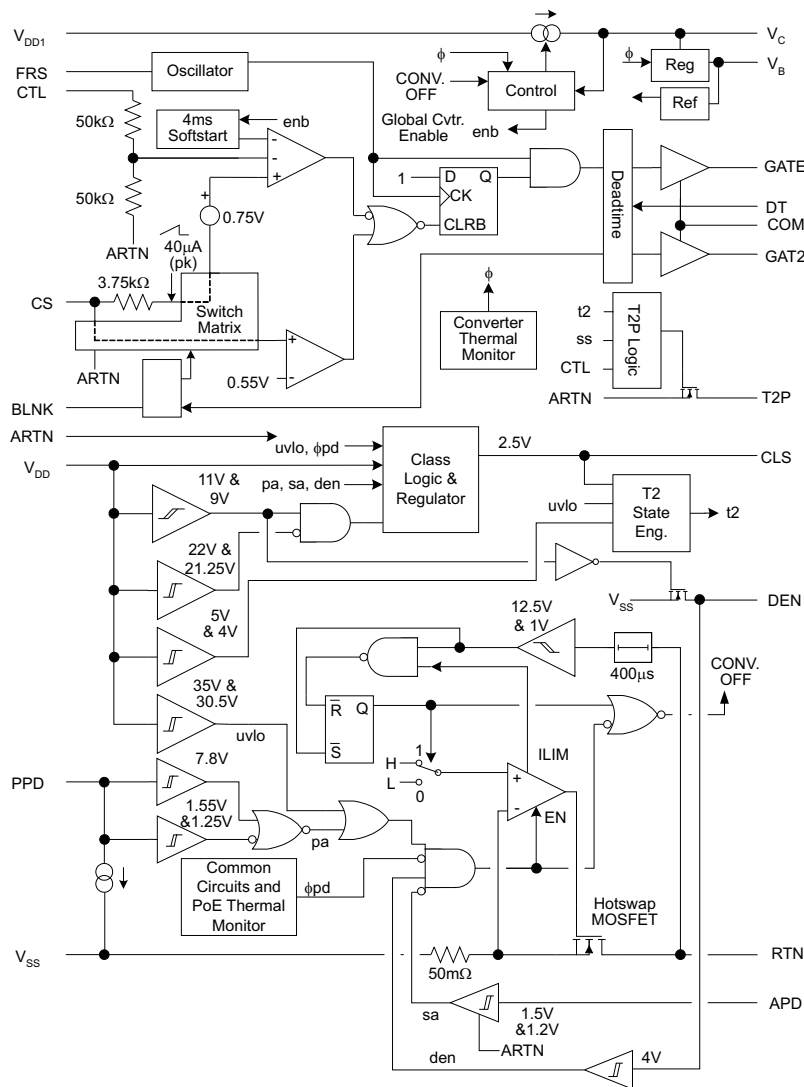 V_DD1
V_C
FRS
Oscillator
ϕ
ϕ
Reg
V_B
CTL
CONV.
OFF
Control
Ref
50kΩ
4ms
Softstart
enb
Global Cvtr.
Enable
enb
-
-
+
1
D
Q
CK
CLRB
Deadtime
GATE
DT
COM
GAT2
50kΩ
+
0.75V
ARTN
40μA
(pk)
3.75kΩ
CS
Switch
Matrix
ϕ
Converter
Thermal
Monitor
t2
ss
CTL
T2P Logic
+
-
0.55V
ARTN
ARTN
T2P
BLNK
ARTN
uvlo, ϕpd
2.5V
V_DD
Class
Logic &
Regulator
CLS
pa, sa, den
11V &
9V
uvlo
T2
State
Eng.
t2
22V &
21.25V
V_SS
DEN
5V
& 4V
12.5V
& 1V
400μs
CONV.
OFF
35V &
30.5V
R
Q
S
uvlo
1
H
L
0
ILIM
+
-
EN
7.8V
PPD
1.55V
&1.25V
pa
Common
Circuits and
PoE Thermal
Monitor
ϕpd
Hotswap
MOSFET
V_SS
50mΩ
RTN
sa
1.5V
&1.2V
APD
ARTN
den
4V